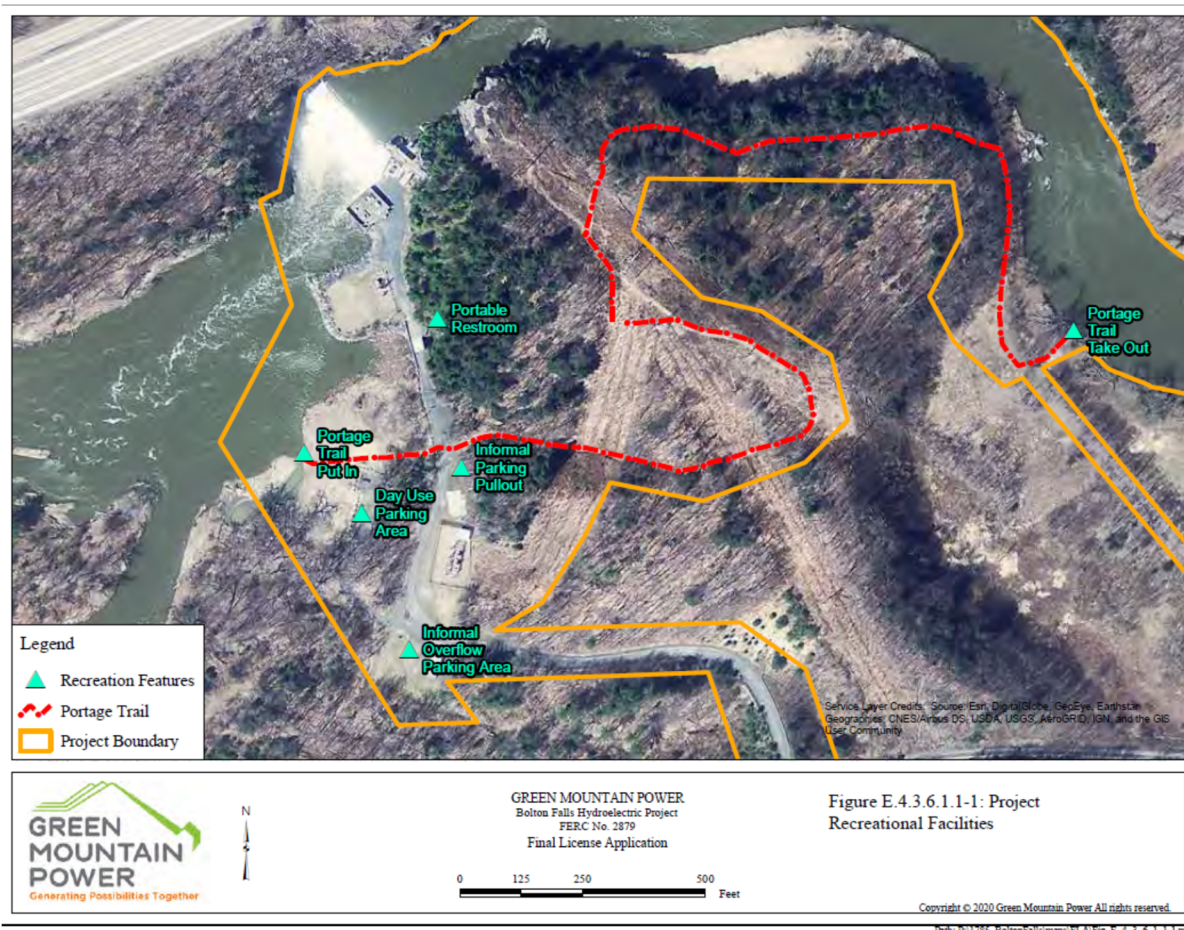 Portable
Restroom
Portage
Trail
Take Out
Portage
Trail
Put In
Informal
Parking
Pullout
Day Use
Parking
Area
Informal
Overflow
Parking Area
Legend
Recreation Features
Portage Trail
Project Boundary
Service Layer Credits: Source: Esri, DigitalGlobe, GeoEye, Earthstar
Geographics, CNES/Airbus DS, USDA, USGS, AeroGRID, IGN, and the GIS
User Community
GREEN
MOUNTAIN
POWER
Generating Possibilities Together
N
GREEN MOUNTAIN POWER
Bolton Falls Hydroelectric Project
FERC No. 2879
Final License Application
0 125 250 500
Feet
Figure E.4.3.6.1.1-1: Project
Recreational Facilities
Copyright © 2020 Green Mountain Power All rights reserved.